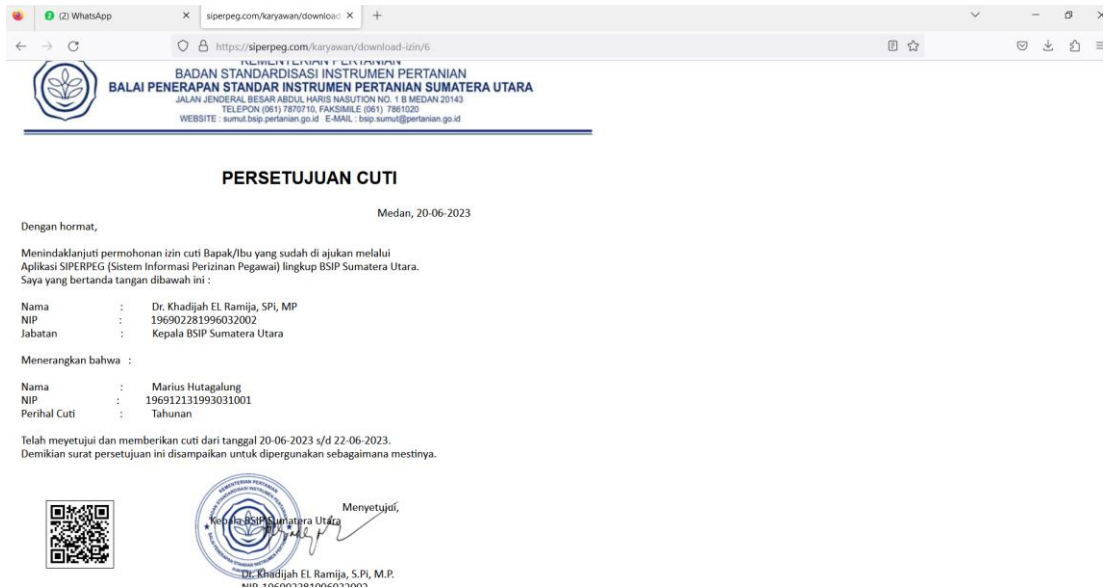 (2) WhatsApp
siperpeg.com/karyawan/download
https://siperpeg.com/karyawan/download-izin/6
KEMENTERIAN PERTANIAN
BADAN STANDARDISASI INSTRUMEN PERTANIAN
BALAI PENERAPAN STANDAR INSTRUMEN PERTANIAN SUMATERA UTARA
JALAN JENDERAL BESAR ABDUL HARIS NASUTION NO. 1 B MEDAN 20143
TELEPON (061) 7870710, FAKSIMILE (061) 7861020
WEBSITE : sumut.bsip.pertanian.go.id E-MAIL : bsip.sumut@pertanian.go.id
PERSETUJUAN CUTI
Medan, 20-06-2023
Dengan hormat,
Menindaklanjuti permohonan izin cuti Bapak/Ibu yang sudah di ajukan melalui
Aplikasi SIPERPEG (Sistem Informasi Perizinan Pegawai) lingkup BSIP Sumatera Utara.
Saya yang bertanda tangan dibawah ini :
Nama : Dr. Khadijah EL Ramija, SPi, MP
NIP : 196902281996032002
Jabatan : Kepala BSIP Sumatera Utara
Menerangkan bahwa :
Nama : Marius Hutagalung
NIP : 196912131993031001
Perihal Cuti : Tahunan
Telah meyetujui dan memberikan cuti dari tanggal 20-06-2023 s/d 22-06-2023.
Demikian surat persetujuan ini disampaikan untuk dipergunakan sebagaimana mestinya.
Menyetujui,
Kepala BSIP Sumatera Utara
Dr. Khadijah EL Ramija, S.Pi, M.P.
NIP 196902281996032002